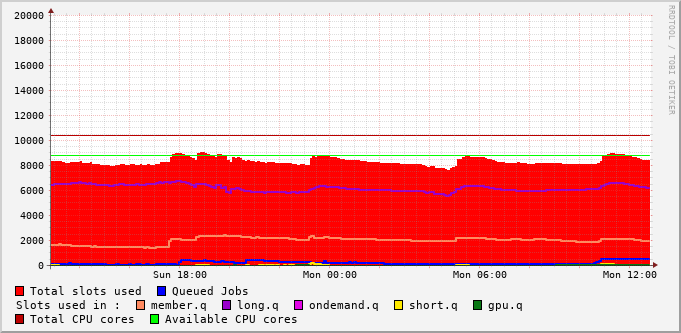 RRDTOOL / TOBI OETIKER
20000
18000
16000
14000
12000
10000
8000
6000
4000
2000
0
Sun 18:00 Mon 00:00 Mon 06:00 Mon 12:00
Total slots used Queued Jobs
Slots used in : member.q long.q ondemand.q short.q gpu.q
Total CPU cores Available CPU cores